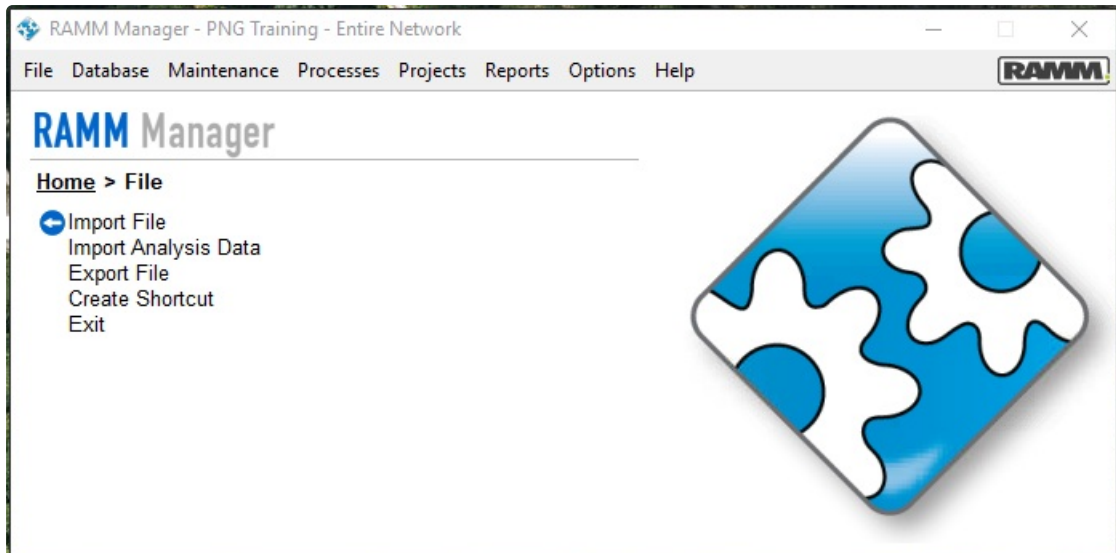 RAMM Manager - PNG Training - Entire Network
File Database Maintenance Processes Projects Reports Options Help
RAMM
RAMM Manager
Home > File
Import File
Import Analysis Data
Export File
Create Shortcut
Exit